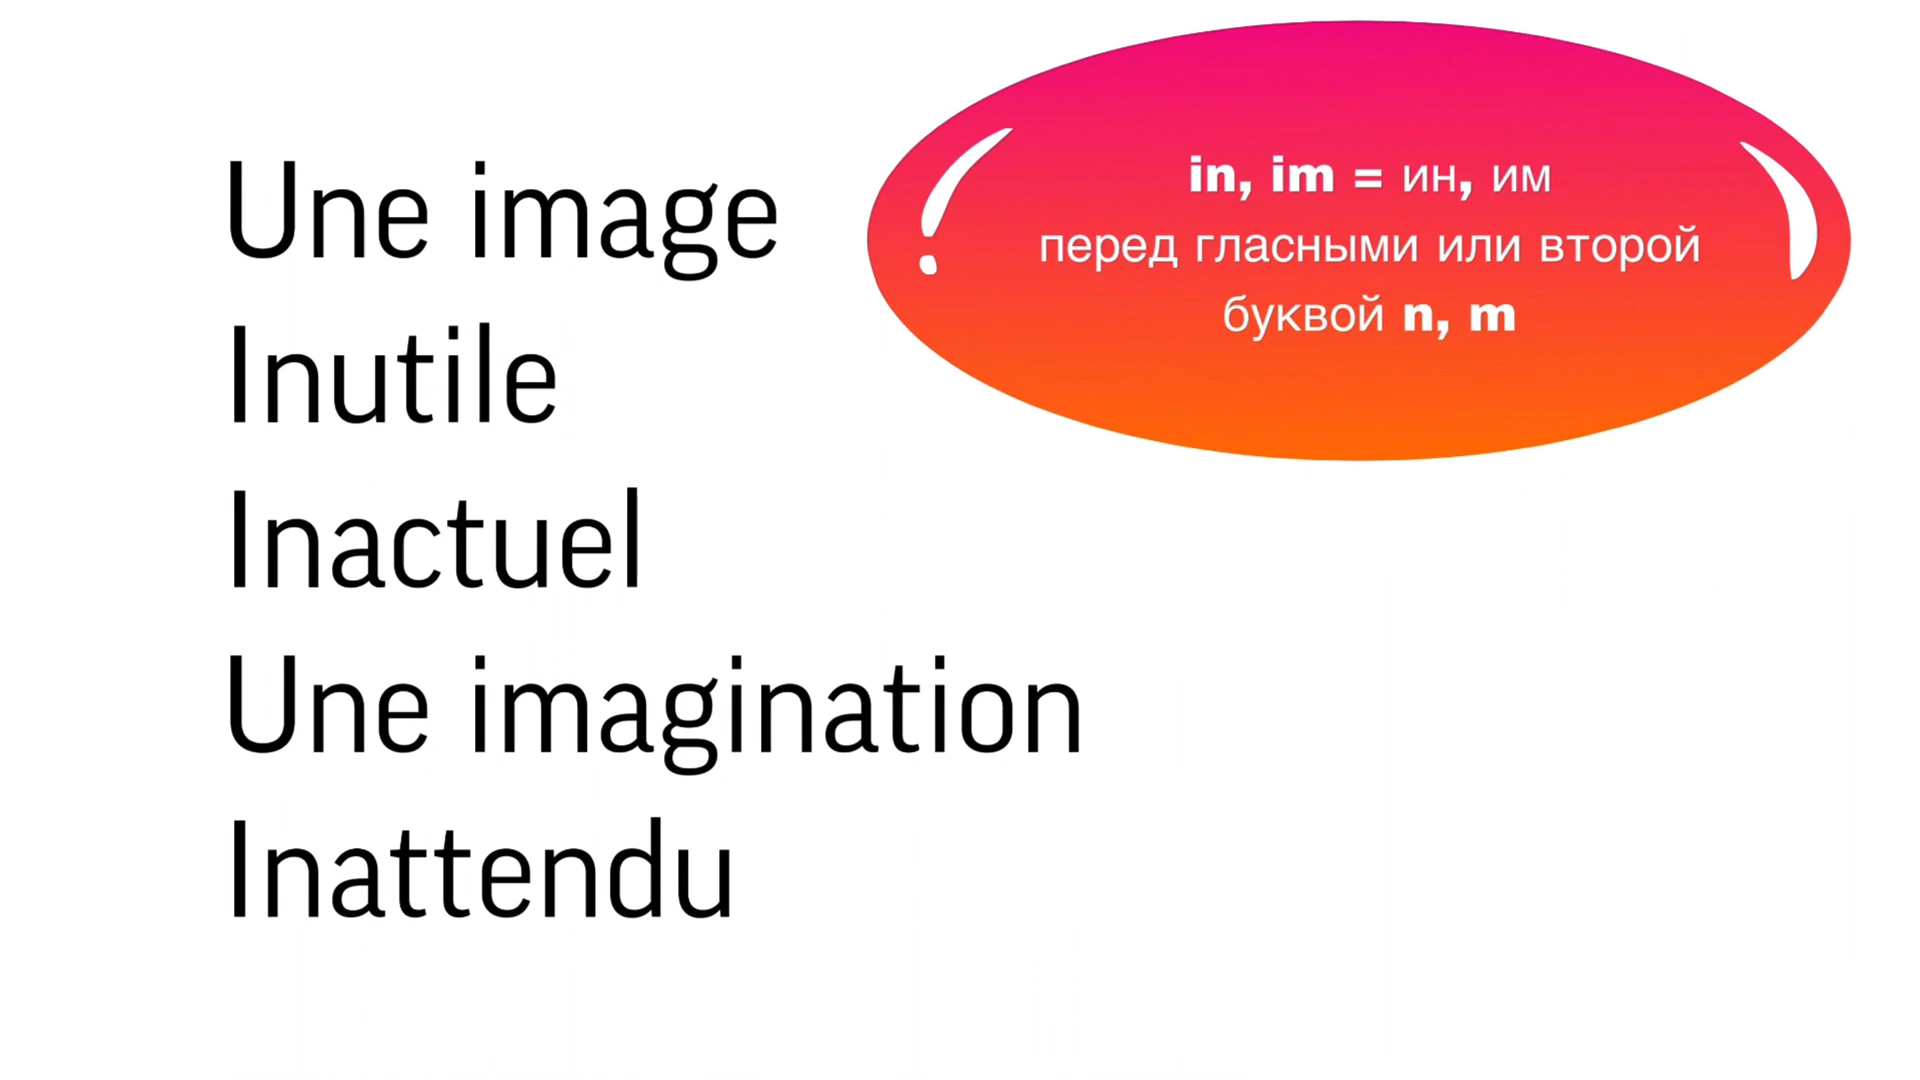 Une image
Inutile
Inactuel
Une imagination
Inattendu
in, im = ин, им
перед гласными или второй
буквой n, m